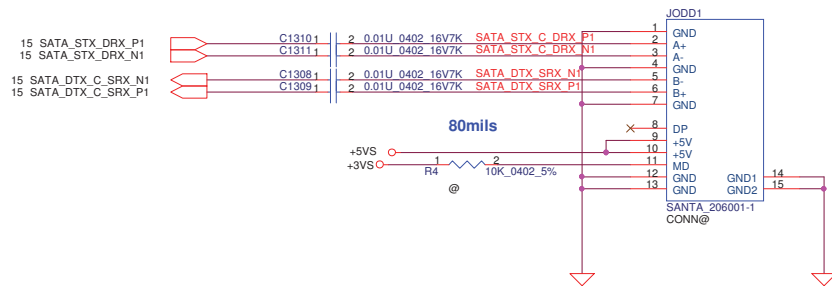 JODD1
1 GND
15 SATA_STX_DRX_P1 C1310 1 2 0.01U_0402_16V7K SATA_STX_C_DRX_P1 2 A+
15 SATA_STX_DRX_N1 C1311 1 2 0.01U_0402_16V7K SATA_STX_C_DRX_N1 3 A-
4 GND
15 SATA_DTX_C_SRX_N1 C1308 1 2 0.01U_0402_16V7K SATA_DTX_SRX_N1 5 B-
15 SATA_DTX_C_SRX_P1 C1309 1 2 0.01U_0402_16V7K SATA_DTX_SRX_P1 6 B+
7 GND
80mils
8 DP
9 +5V
+5VS 10 +5V
+3VS R4 1 2 10K_0402_5% 11 MD
@
12 GND GND1 14
13 GND GND2 15
SANTA_206001-1
CONN@